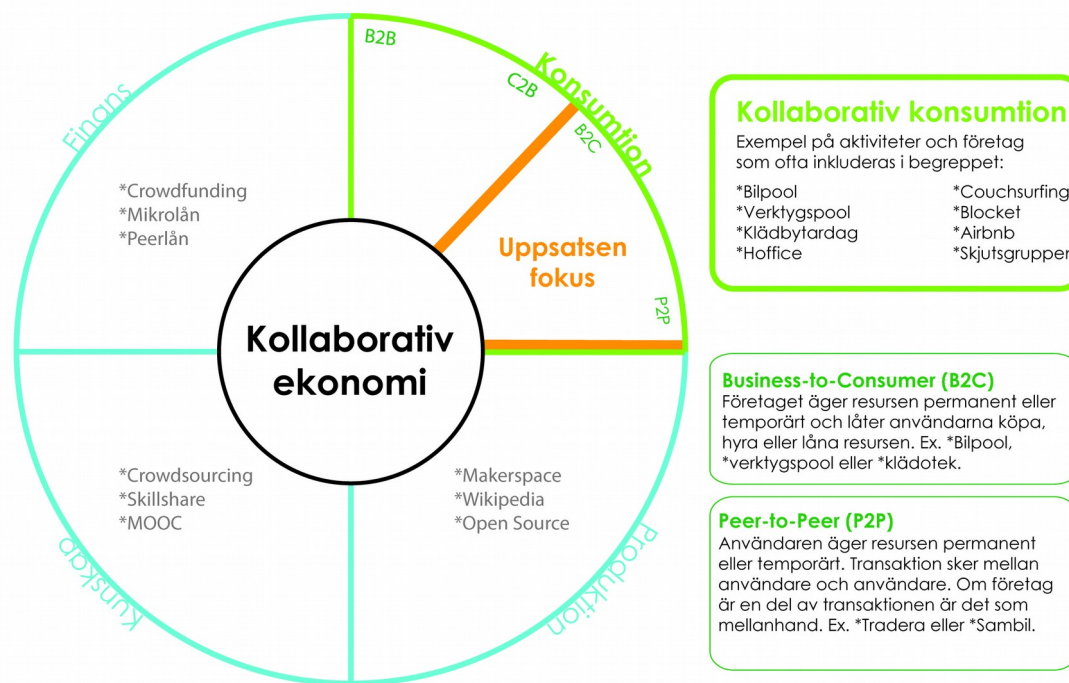 Finans
*Crowdfunding
*Mikrolån
*Peerlån
B2B
C2B
Konsumtion
B2C
Uppsatsen
fokus
P2P
Kollaborativ
ekonomi
*Crowdsourcing
*Skillshare
*MOOC
Kunskap
*Makerspace
*Wikipedia
*Open Source
Produktion
Kollaborativ konsumtion
Exempel på aktiviteter och företag
som ofta inkluderas i begreppet:
*Bilpool
*Verktygspool
*Klädbytardag
*Hoffice
*Couchsurfing
*Blocket
*Airbnb
*Skjutsgrupper
Business-to-Consumer (B2C)
Företaget äger resursen permanent eller
temporärt och låter användarna köpa,
hyra eller låna resursen. Ex. *Bilpool,
*verktygspool eller *klädotek.
Peer-to-Peer (P2P)
Användaren äger resursen permanent
eller temporärt. Transaktion sker mellan
användare och användare. Om företag
är en del av transaktionen är det som
mellanhand. Ex. *Tradera eller *Sambil.